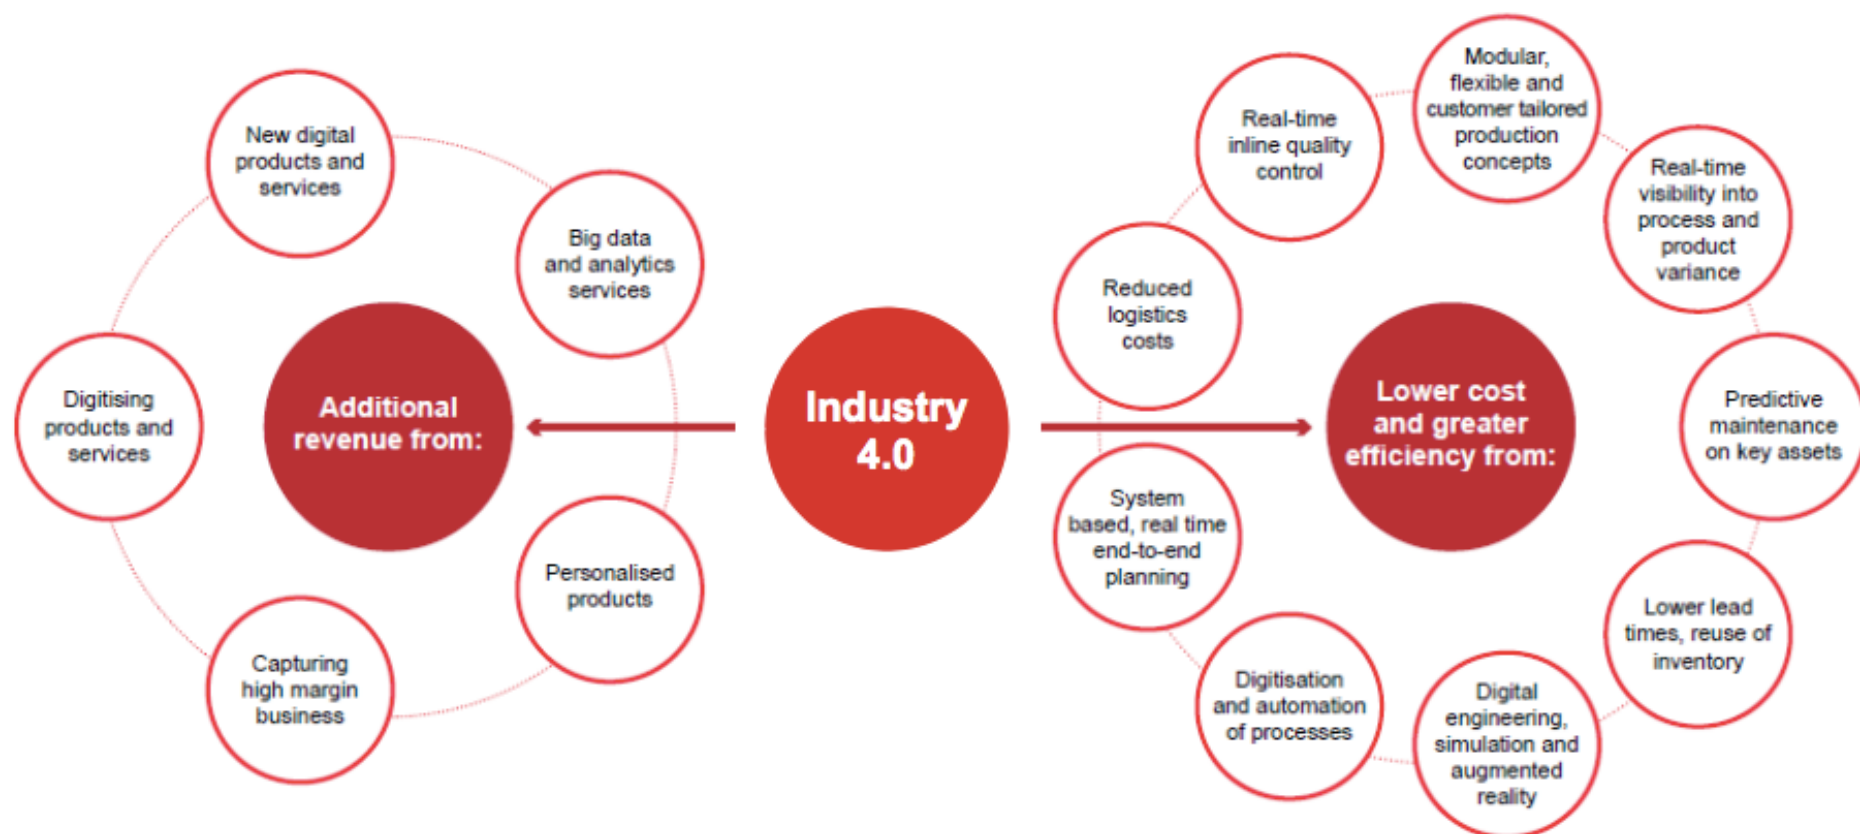 New digital
products and
services
Big data
and analytics
services
Digitising
products and
services
Additional
revenue from:
Personalised
products
Capturing
high margin
business
Industry
4.0
Modular,
flexible and
customer tailored
production
concepts
Real-time
inline quality
control
Real-time
visibility into
process and
product
variance
Reduced
logistics
costs
Lower cost
and greater
efficiency from:
Predictive
maintenance
on key assets
System
based, real time
end-to-end
planning
Lower lead
times, reuse of
inventory
Digitisation
and automation
of processes
Digital
engineering,
simulation and
augmented
reality